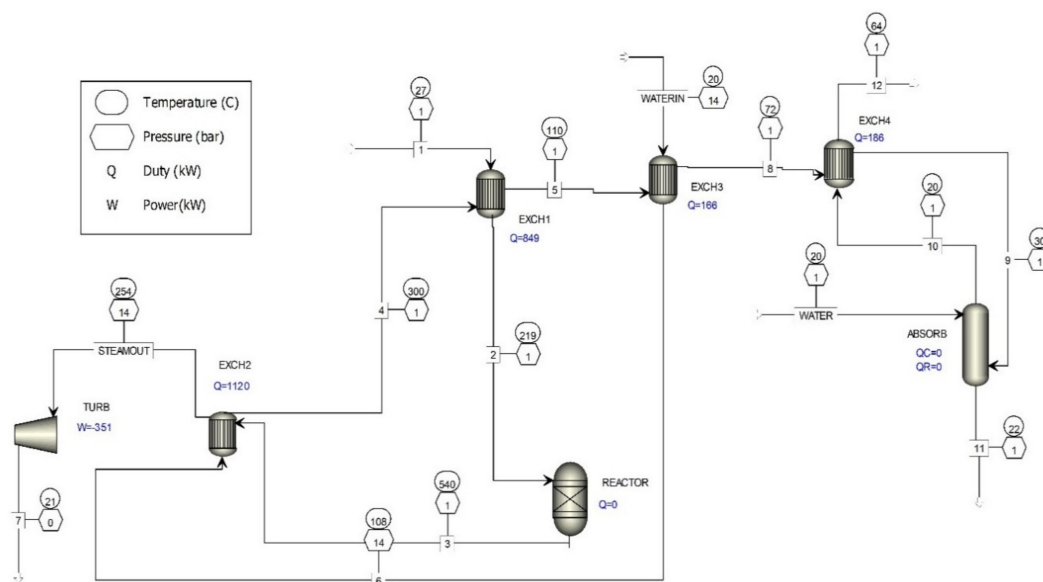 Temperature (C)
Pressure (bar)
Q Duty (kW)
W Power(kW)
27
1
1
110
1
5
EXCH1
Q=849
20
14
WATERIN
EXCH3
Q=166
72
1
8
64
1
12
EXCH4
Q=186
20
1
10
30
1
9
20
1
WATER
ABSORB
QC=0
QR=0
22
1
11
254
14
STEAMOUT
EXCH2
Q=1120
300
1
4
219
1
2
TURB
W=-351
21
0
7
540
1
3
108
14
6
REACTOR
Q=0